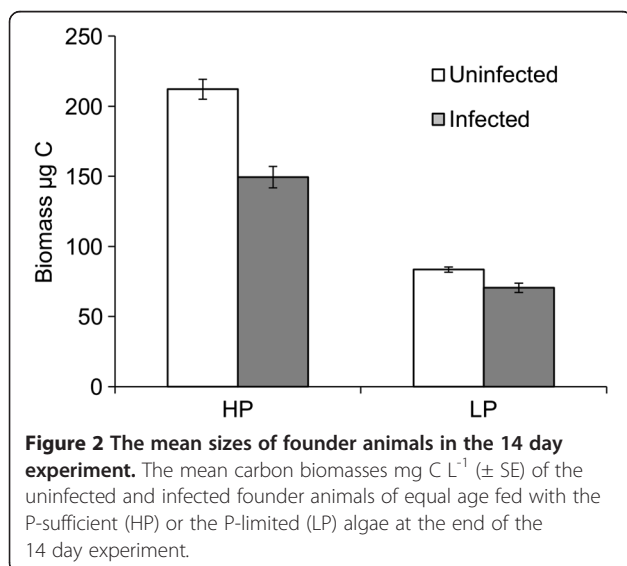 250
200
150
100
50
0
Biomass µg C
Uninfected
Infected
HP
LP
Figure 2 The mean sizes of founder animals in the 14 day
experiment. The mean carbon biomasses mg C L⁻¹ (± SE) of the
uninfected and infected founder animals of equal age fed with the
P-sufficient (HP) or the P-limited (LP) algae at the end of the
14 day experiment.